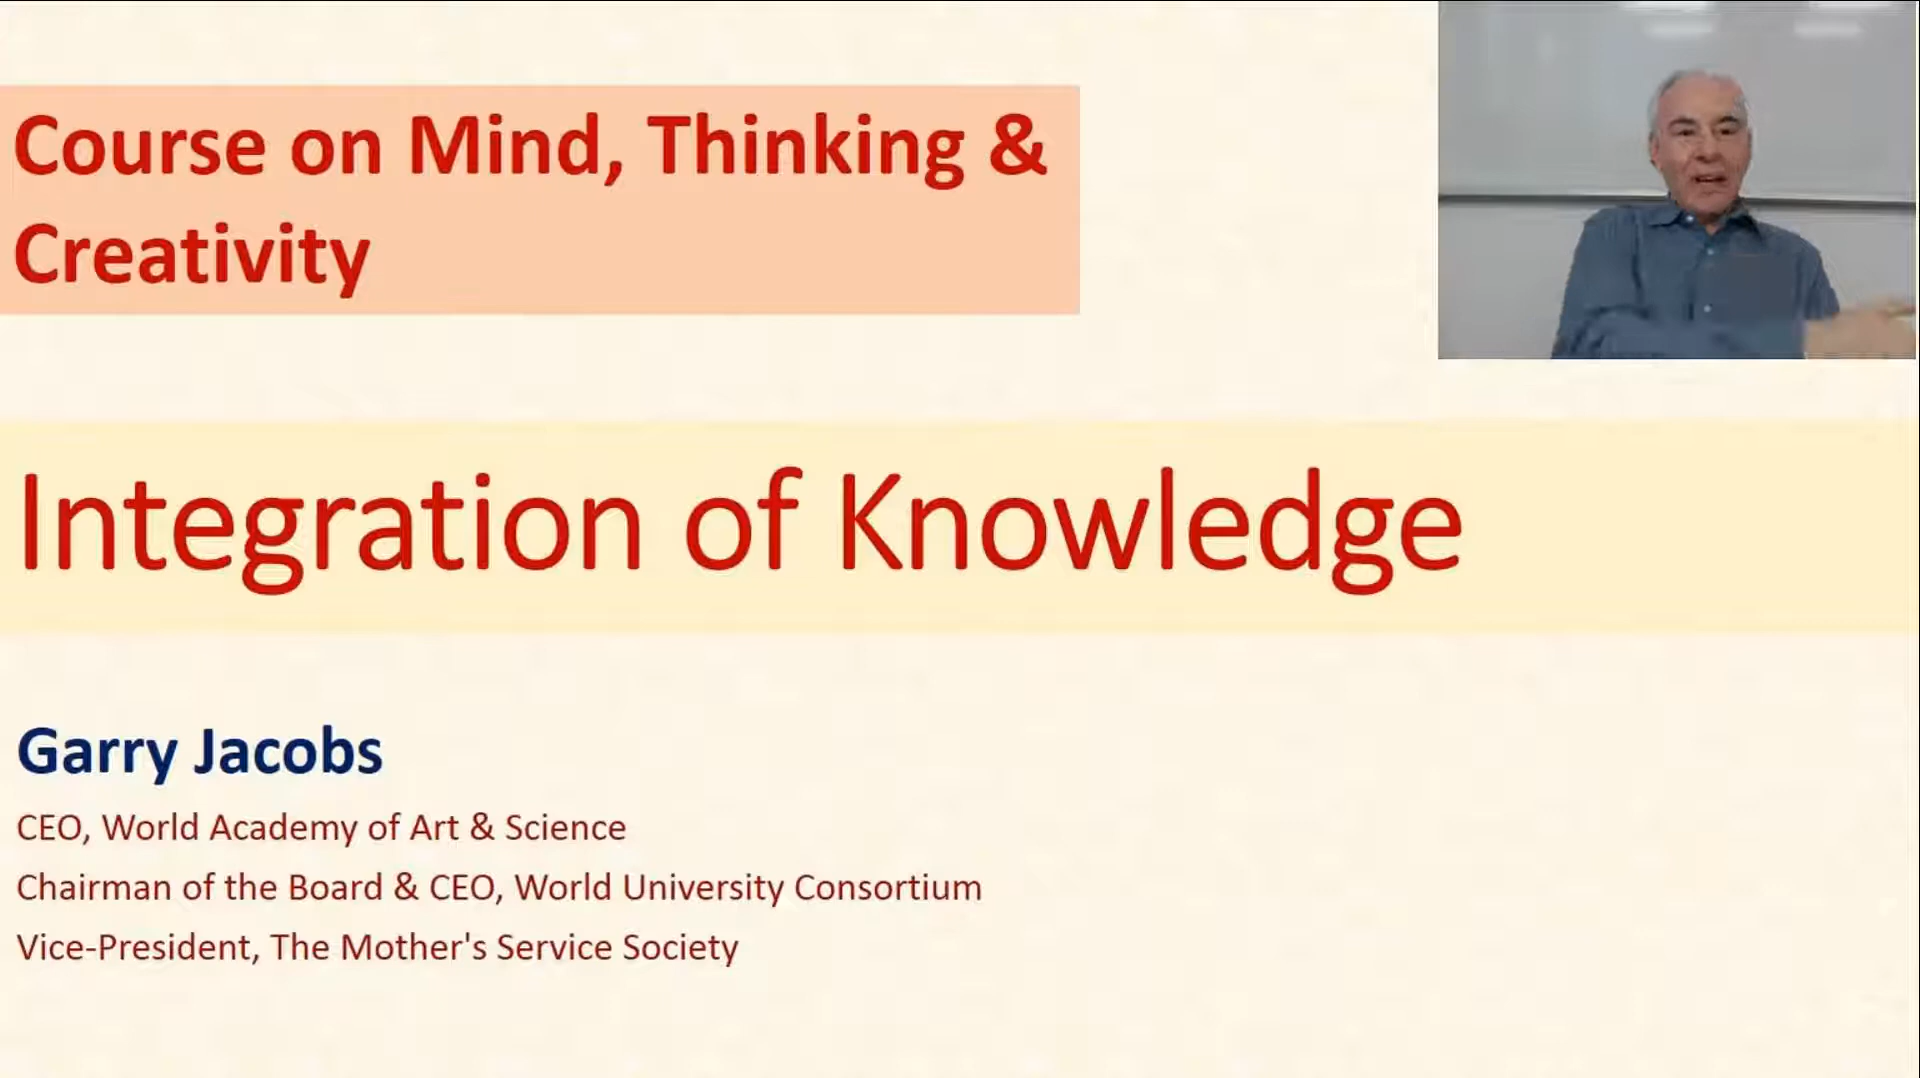 Course on Mind, Thinking &
Creativity
Integration of Knowledge
Garry Jacobs
CEO, World Academy of Art & Science
Chairman of the Board & CEO, World University Consortium
Vice-President, The Mother's Service Society